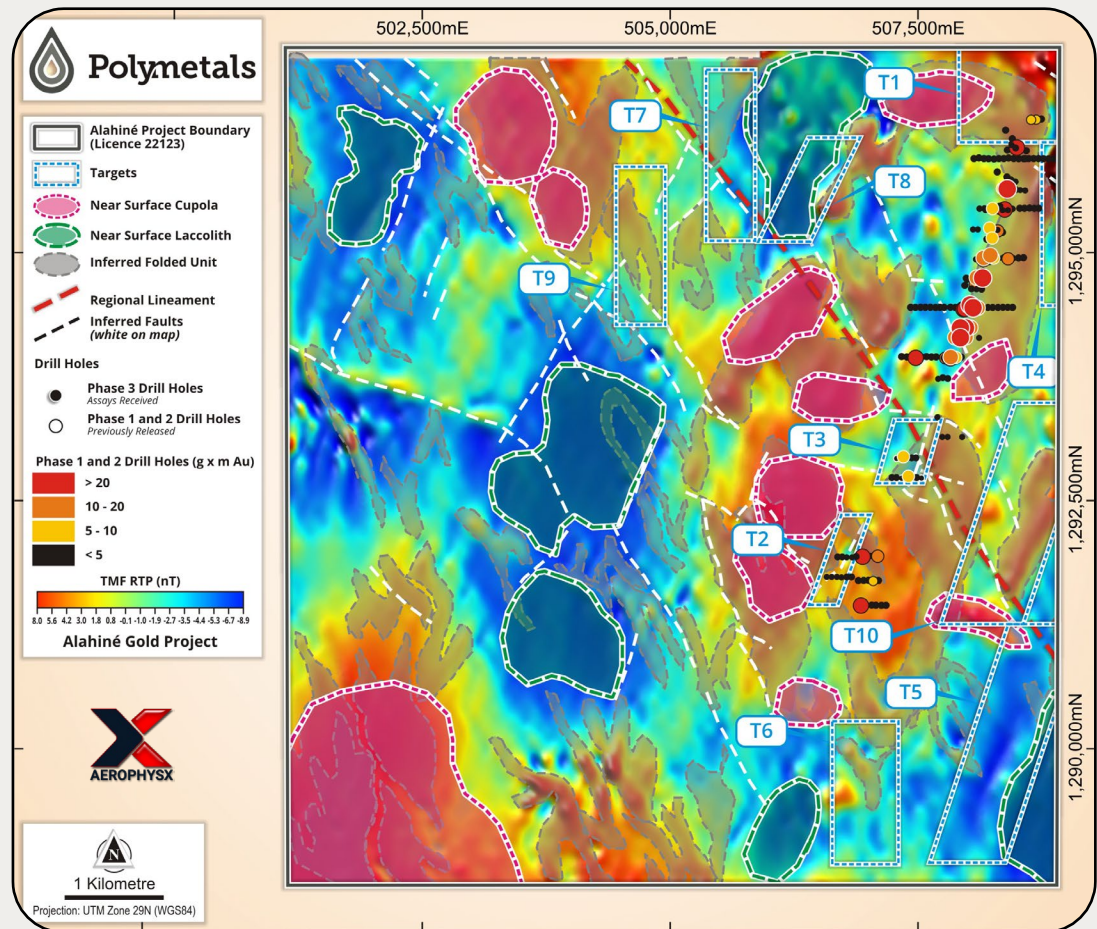 502,500mE
505,000mE
507,500mE
Polymetals
Alahiné Project Boundary
(Licence 22123)
Targets
Near Surface Cupola
Near Surface Laccolith
Inferred Folded Unit
Regional Lineament
Inferred Faults
(white on map)
Drill Holes
Phase 3 Drill Holes
Assays Received
Phase 1 and 2 Drill Holes
Previously Released
Phase 1 and 2 Drill Holes (g x m Au)
> 20
10 - 20
5 - 10
< 5
TMF RTP (nT)
8.0 5.6 4.2 3.0 1.8 0.8 -0.1 -1.0 -1.9 -2.7 -3.5 -4.4 -5.3 -6.7 -8.9
Alahiné Gold Project
X
AEROPHYSX
N
1 Kilometre
Projection: UTM Zone 29N (WGS84)
T1
T7
T8
T9
T4
T3
T2
T10
T5
T6
1,295,000mN
1,292,500mN
1,290,000mN